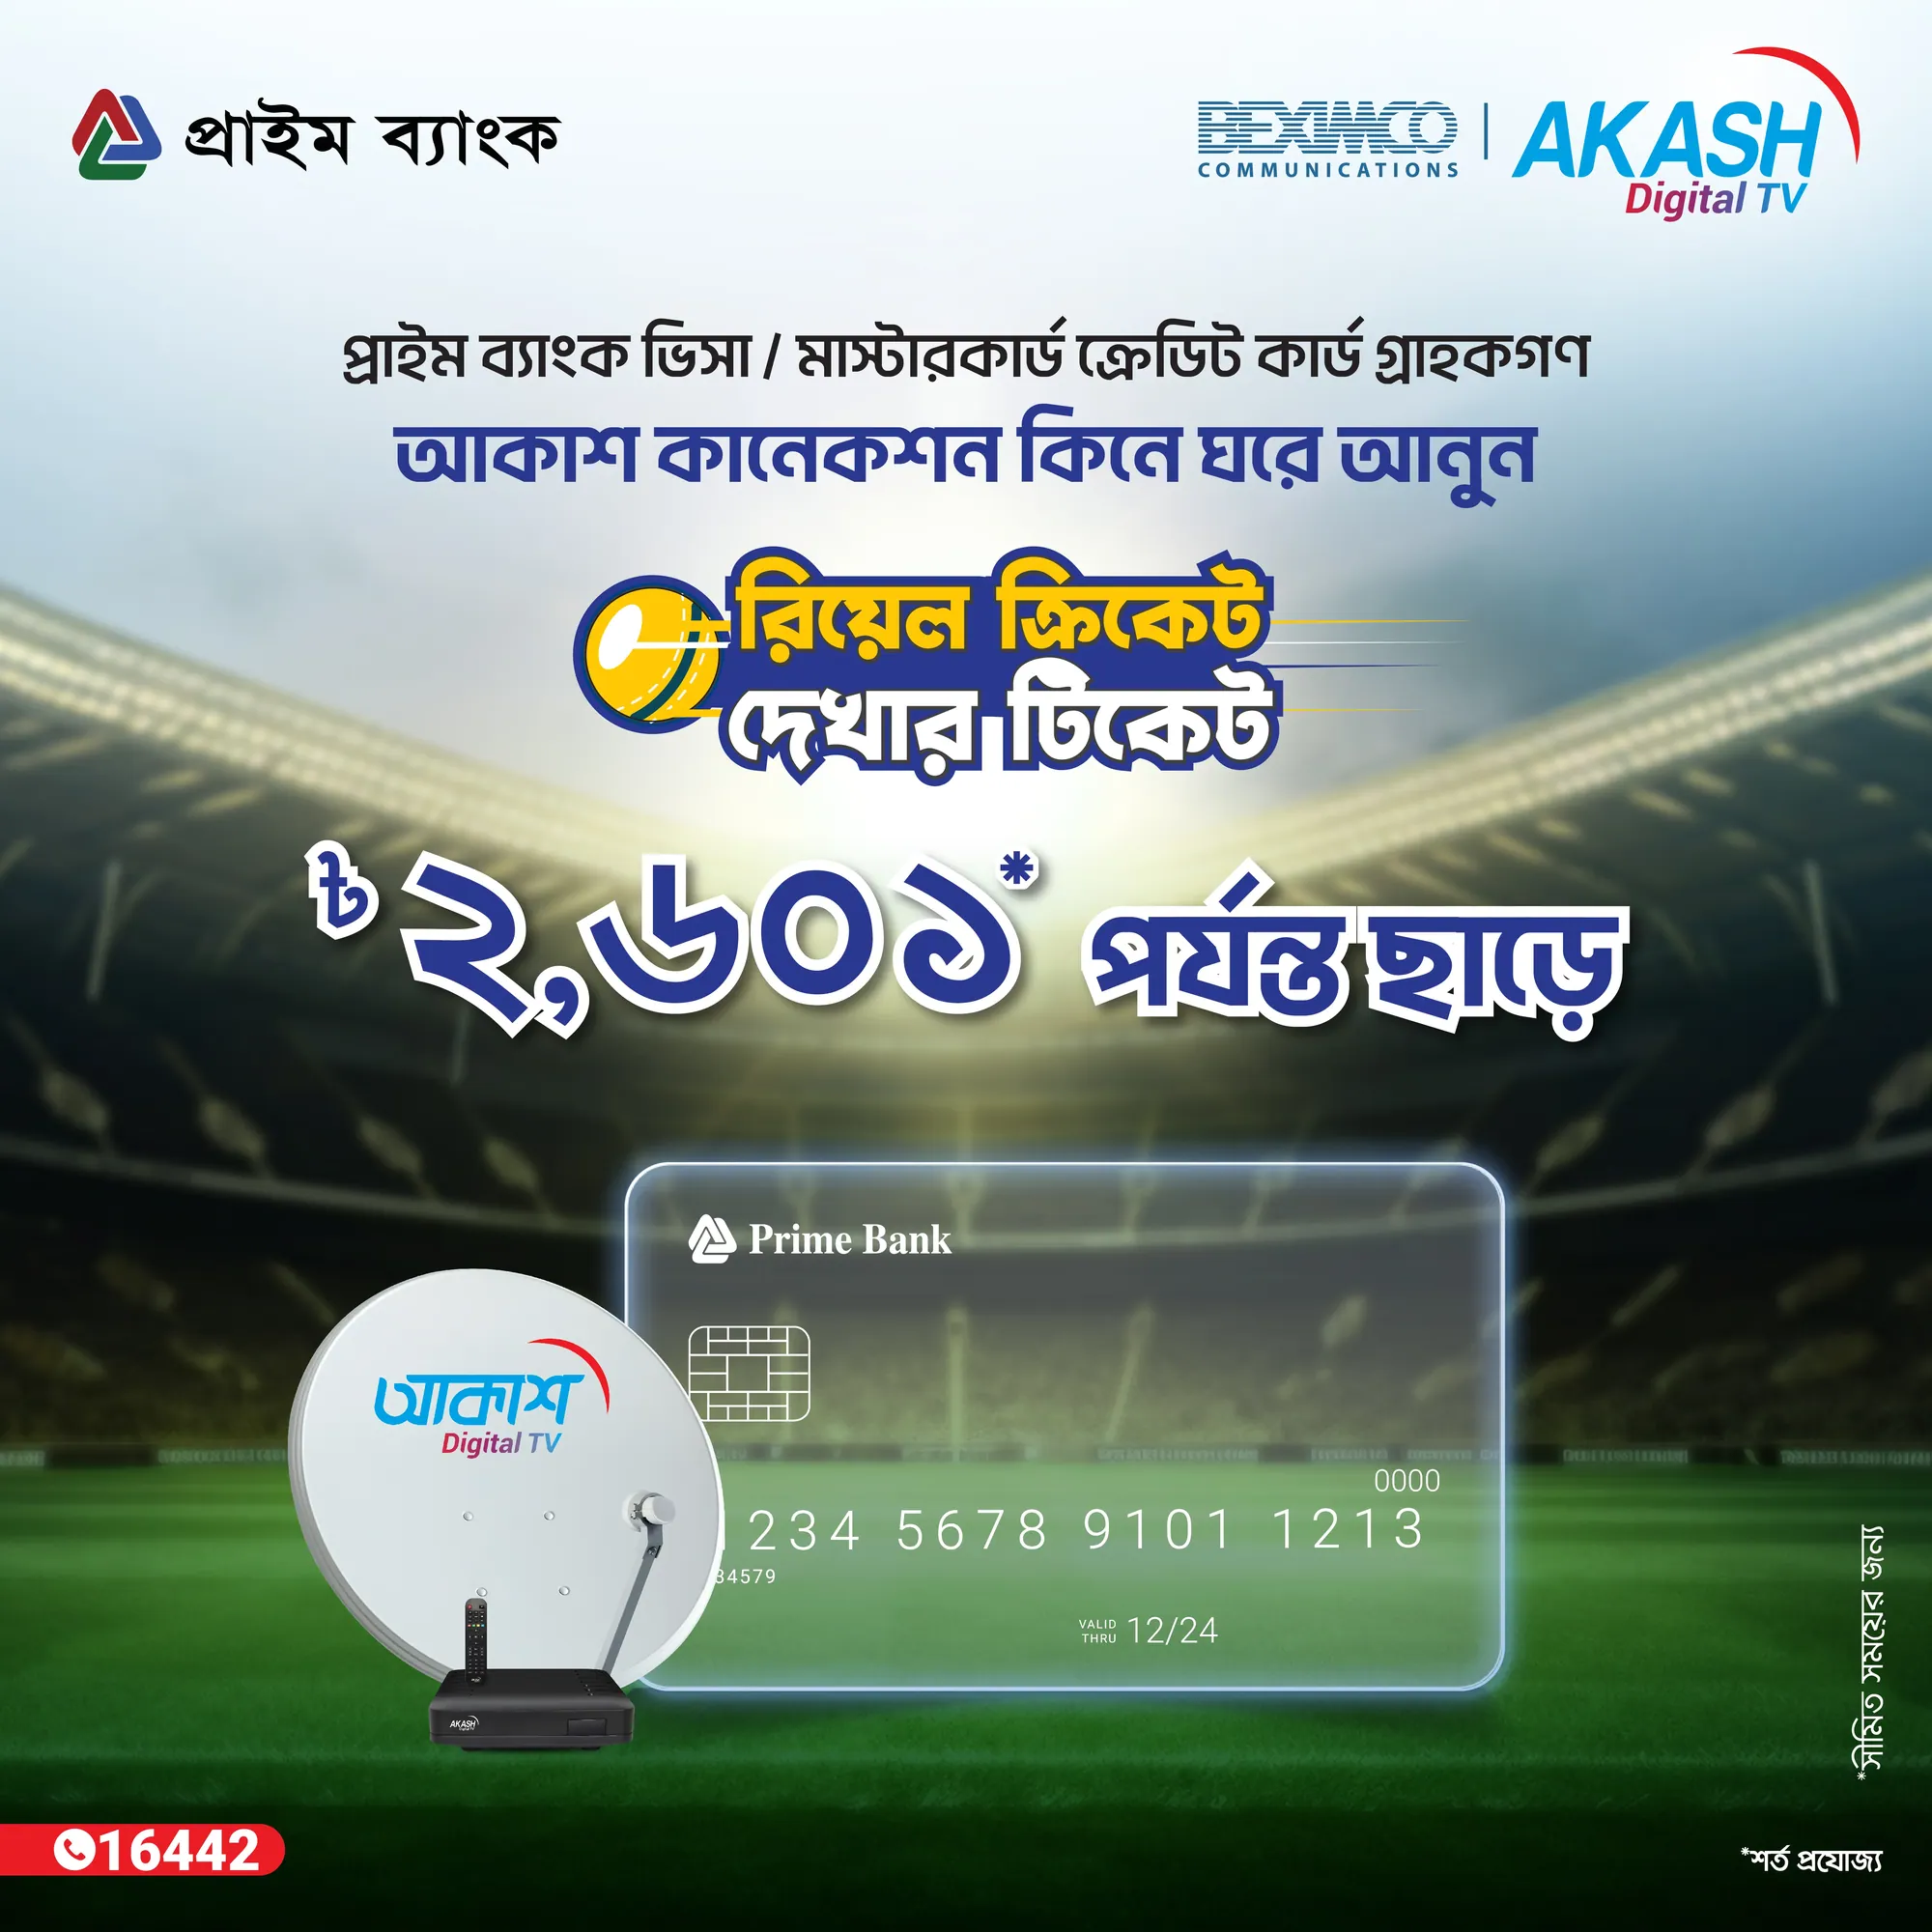 প্রাইম ব্যাংক
BEXIMCO
COMMUNICATIONS
AKASH
Digital TV
প্রাইম ব্যাংক ভিসা / মাস্টারকার্ড ক্রেডিট কার্ড গ্রাহকগণ
আকাশ কানেকশন কিনে ঘরে আনুন
রিয়েল ক্রিকেট
দেখার টিকেট
৳ ২,৬০১* পর্যন্ত ছাড়ে
Prime Bank
আকাশ
Digital TV
0000
234 5678 9101 1213
34579
VALID
THRU 12/24
AKASH
Digital TV
*সীমিত সময়ের জন্য
16442
*শর্ত প্রযোজ্য